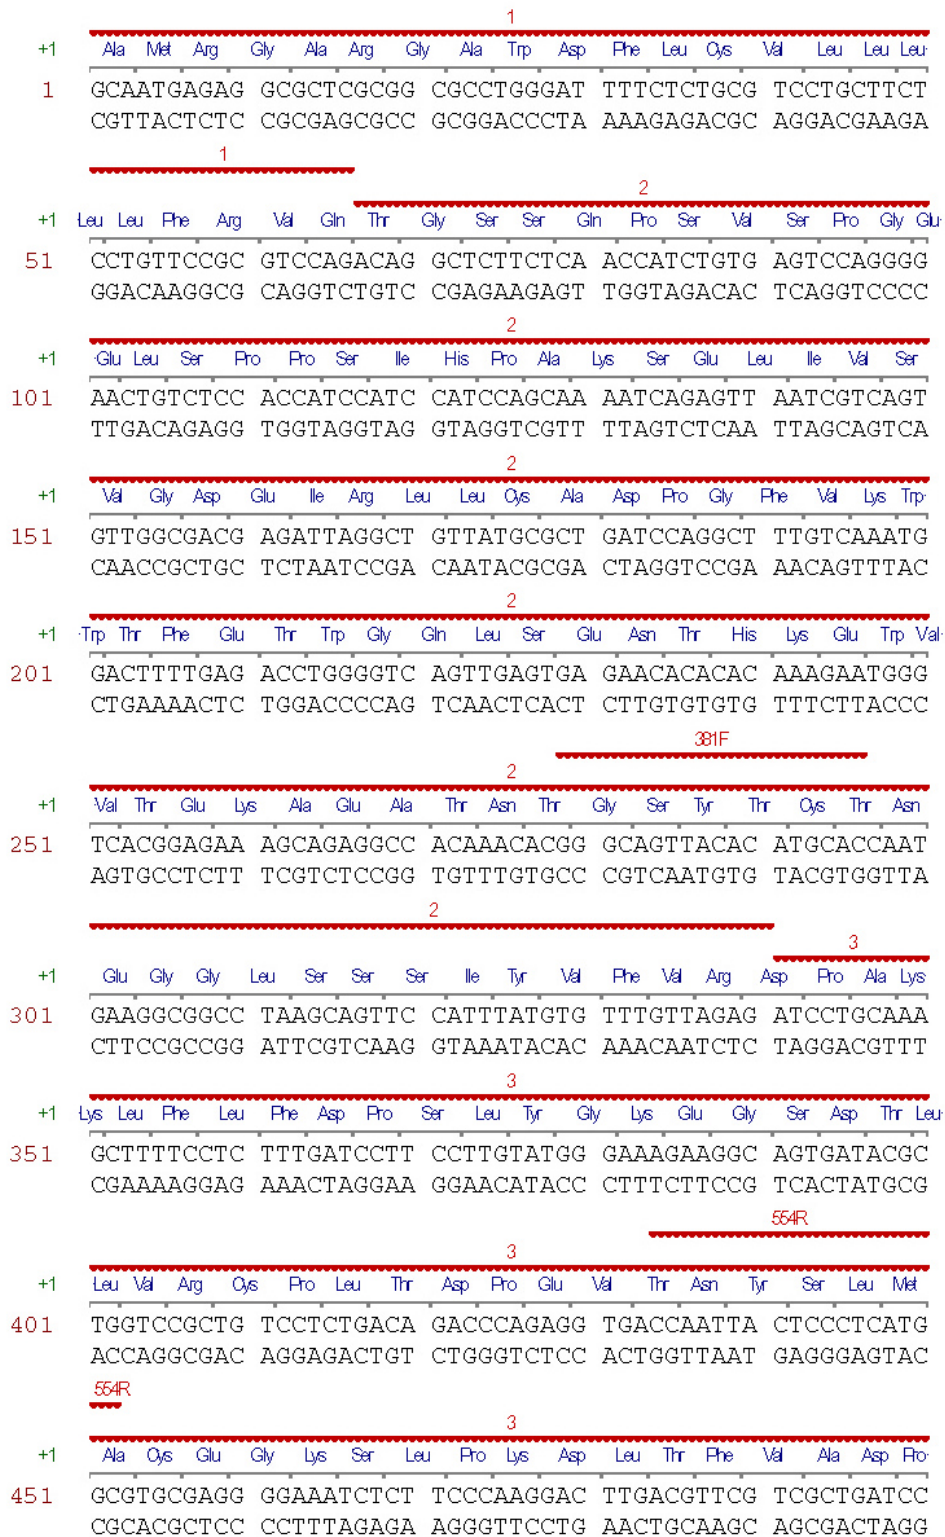 1
+1 Ala Met Arg Gly Ala Arg Gly Ala Trp Asp Phe Leu Cys Val Leu Leu Leu·
1 GCAATGAGAG GCGCTCGCGG CGCCTGGGAT TTTCTCTGCG TCCTGCTTCT
CGTTACTCTC CGCGAGCGCC GCGGACCCTA AAAGAGACGC AGGACGAAGA
1
2
+1 ·Leu Leu Phe Arg Val Gln Thr Gly Ser Ser Gln Pro Ser Val Ser Pro Gly Glu·
51 CCTGTTCCGC GTCCAGACAG GCTCTTCTCA ACCATCTGTG AGTCCAGGGG
GGACAAGGCG CAGGTCTGTC CGAGAAGAGT TGGTAGACAC TCAGGTCCCC
2
+1 ·Glu Leu Ser Pro Pro Ser Ile His Pro Ala Lys Ser Glu Leu Ile Val Ser
101 AACTGTCTCC ACCATCCATC CATCCAGCAA AATCAGAGTT AATCGTCAGT
TTGACAGAGG TGGTAGGTAG GTAGGTCGTT TTAGTCTCAA TTAGCAGTCA
2
+1 Val Gly Asp Glu Ile Arg Leu Leu Cys Ala Asp Pro Gly Phe Val Lys Trp·
151 GTTGGCGACG AGATTAGGCT GTTATGCGCT GATCCAGGCT TTGTCAAATG
CAACCGCTGC TCTAATCCGA CAATACGCGA CTAGGTCCGA AACAGTTTAC
2
+1 ·Trp Thr Phe Glu Thr Trp Gly Gln Leu Ser Glu Asn Thr His Lys Glu Trp Val·
201 GACTTTTGAG ACCTGGGGTC AGTTGAGTGA GAACACACAC AAAGAATGGG
CTGAAAACTC TGGACCCCAG TCAACTCACT CTTGTGTGTG TTTCTTACCC
381F
2
+1 ·Val Thr Glu Lys Ala Glu Ala Thr Asn Thr Gly Ser Tyr Thr Cys Thr Asn
251 TCACGGAGAA AGCAGAGGCC ACAAACACGG GCAGTTACAC ATGCACCAAT
AGTGCCTCTT TCGTCTCCGG TGTTTGTGCC CGTCAATGTG TACGTGGTTA
2
3
+1 Glu Gly Gly Leu Ser Ser Ser Ile Tyr Val Phe Val Arg Asp Pro Ala Lys
301 GAAGGCGGCC TAAGCAGTTC CATTTATGTG TTTGTTAGAG ATCCTGCAAA
CTTCCGCCGG ATTCGTCAAG GTAAATACAC AAACAATCTC TAGGACGTTT
3
+1 ·Lys Leu Phe Leu Phe Asp Pro Ser Leu Tyr Gly Lys Glu Gly Ser Asp Thr Leu·
351 GCTTTTCCTC TTTGATCCTT CCTTGTATGG GAAAGAAGGC AGTGATACGC
CGAAAAGGAG AAACTAGGAA GGAACATACC CTTTCTTCCG TCACTATGCG
554R
3
+1 ·Leu Val Arg Cys Pro Leu Thr Asp Pro Glu Val Thr Asn Tyr Ser Leu Met
401 TGGTCCGCTG TCCTCTGACA GACCCAGAGG TGACCAATTA CTCCCTCATG
ACCAGGCGAC AGGAGACTGT CTGGGTCTCC ACTGGTTAAT GAGGGAGTAC
554R
3
+1 Ala Cys Glu Gly Lys Ser Leu Pro Lys Asp Leu Thr Phe Val Ala Asp Pro·
451 GCGTGCGAGG GGAAATCTCT TCCCAAGGAC TTGACGTTCG TCGCTGATCC
CGCACGCTCC CCTTTAGAGA AGGGTTCCTG AACTGCAAGC AGCGACTAGG